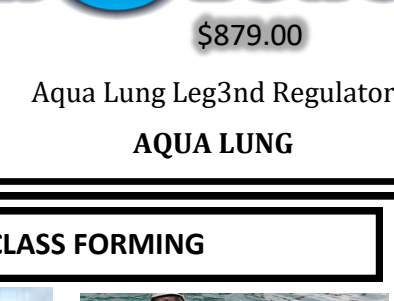 $879.00
Aqua Lung Leg3nd Regulator
AQUA LUNG
CLASS FORMING